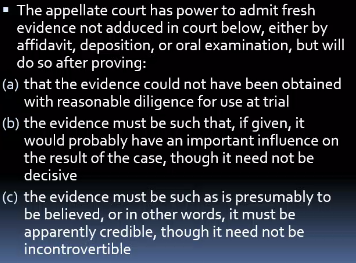 ▪ The appellate court has power to admit fresh
evidence not adduced in court below, either by
affidavit, deposition, or oral examination, but will
do so after proving:
(a) that the evidence could not have been obtained
with reasonable diligence for use at trial
(b) the evidence must be such that, if given, it
would probably have an important influence on
the result of the case, though it need not be
decisive
(c) the evidence must be such as is presumably to
be believed, or in other words, it must be
apparently credible, though it need not be
incontrovertible